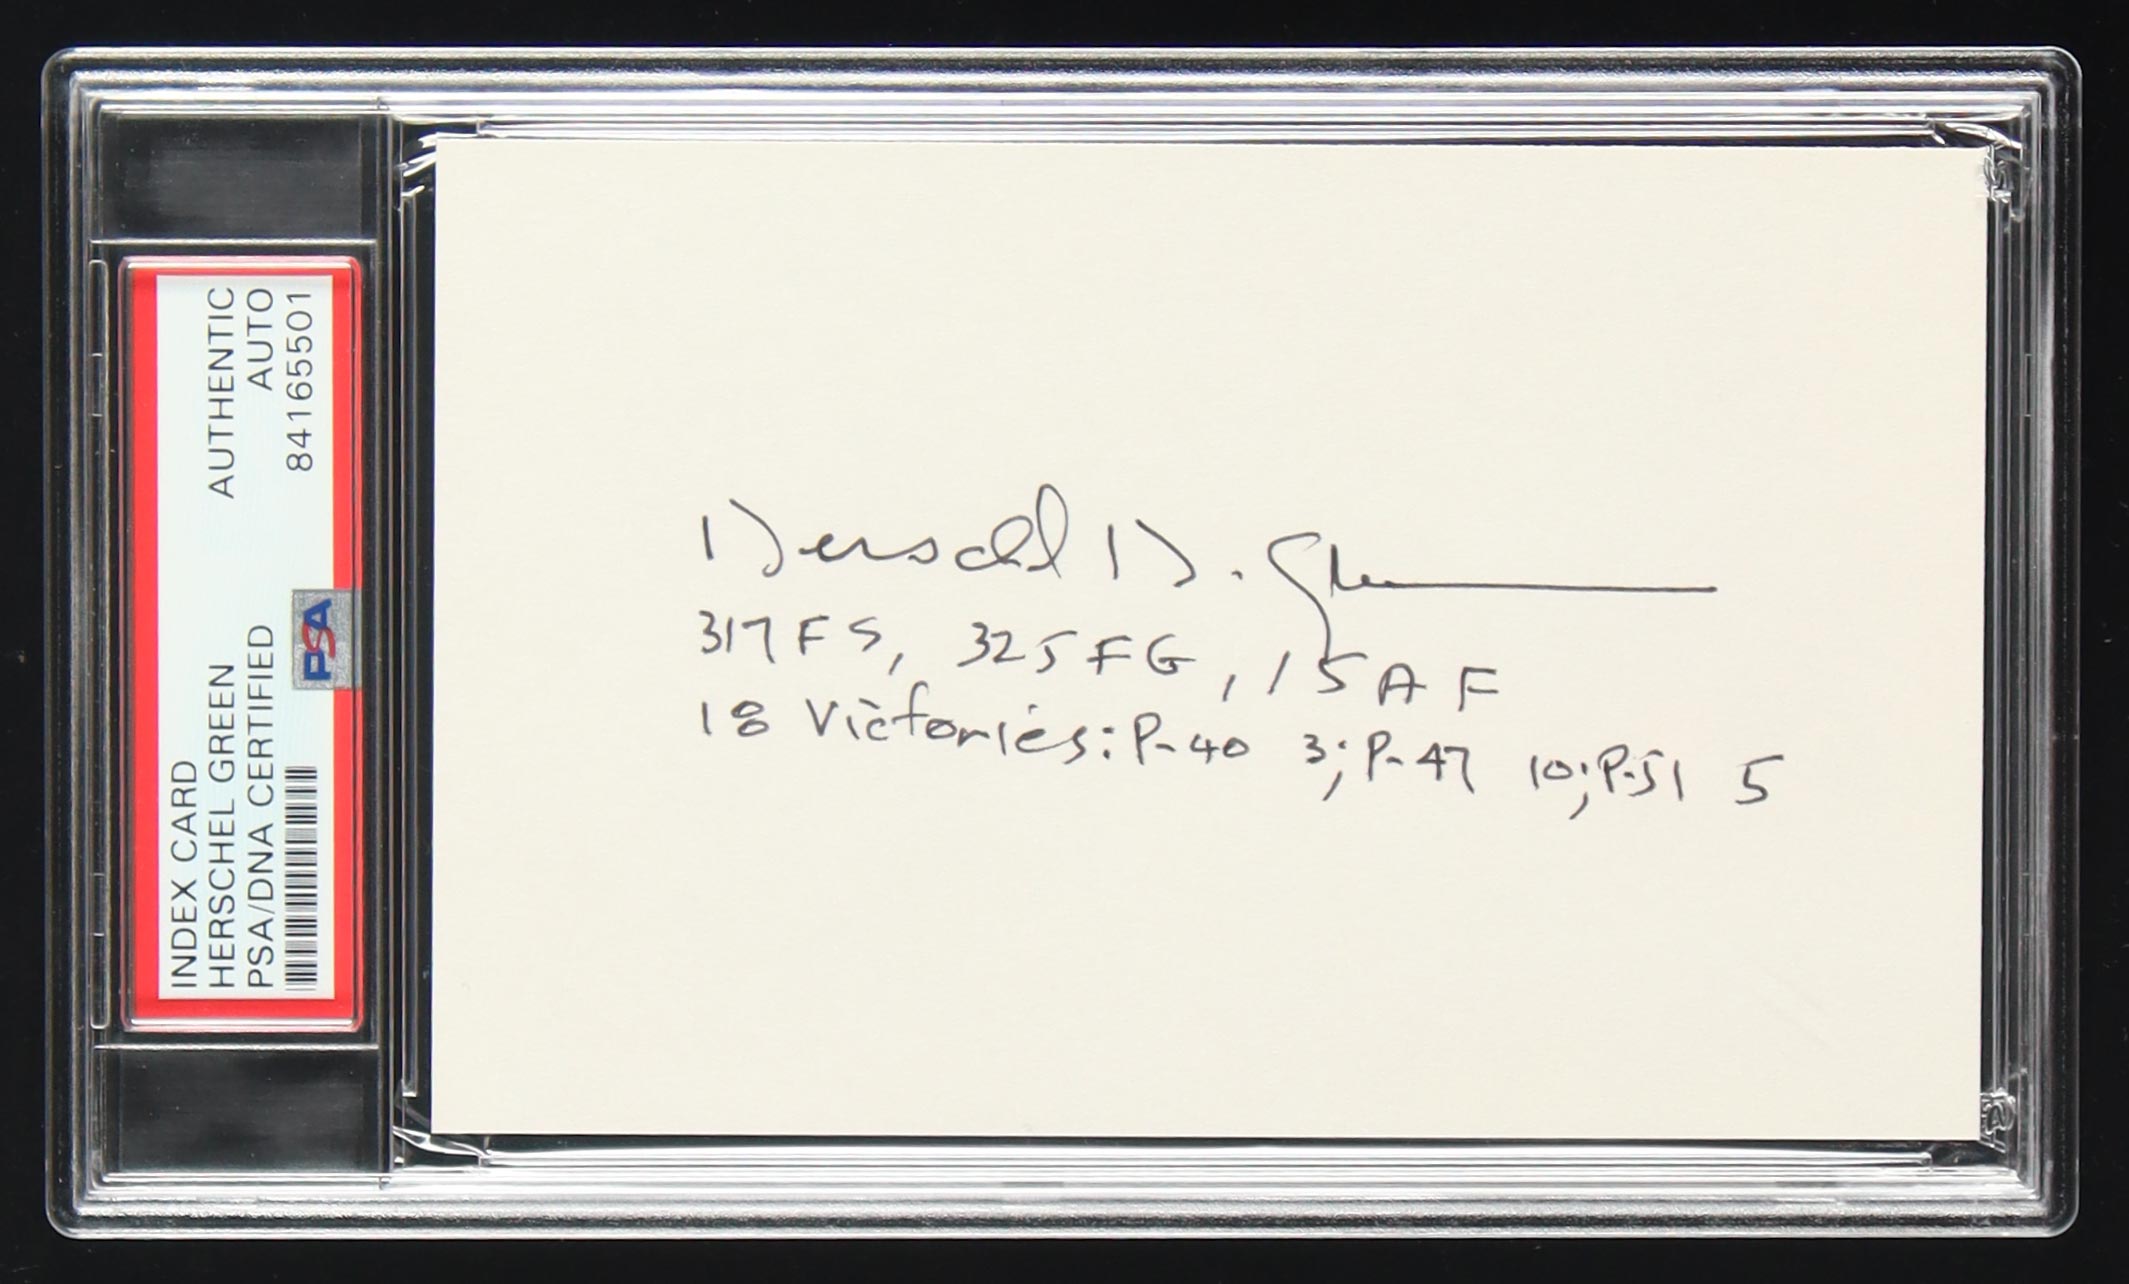 INDEX CARD
HERSCHEL GREEN
PSA/DNA CERTIFIED
AUTHENTIC
AUTO
84165501
PSA
Herschel H. Green
317 FS, 325 FG, 15 AF
18 Victories: P-40 3; P-47 10; P-51 5